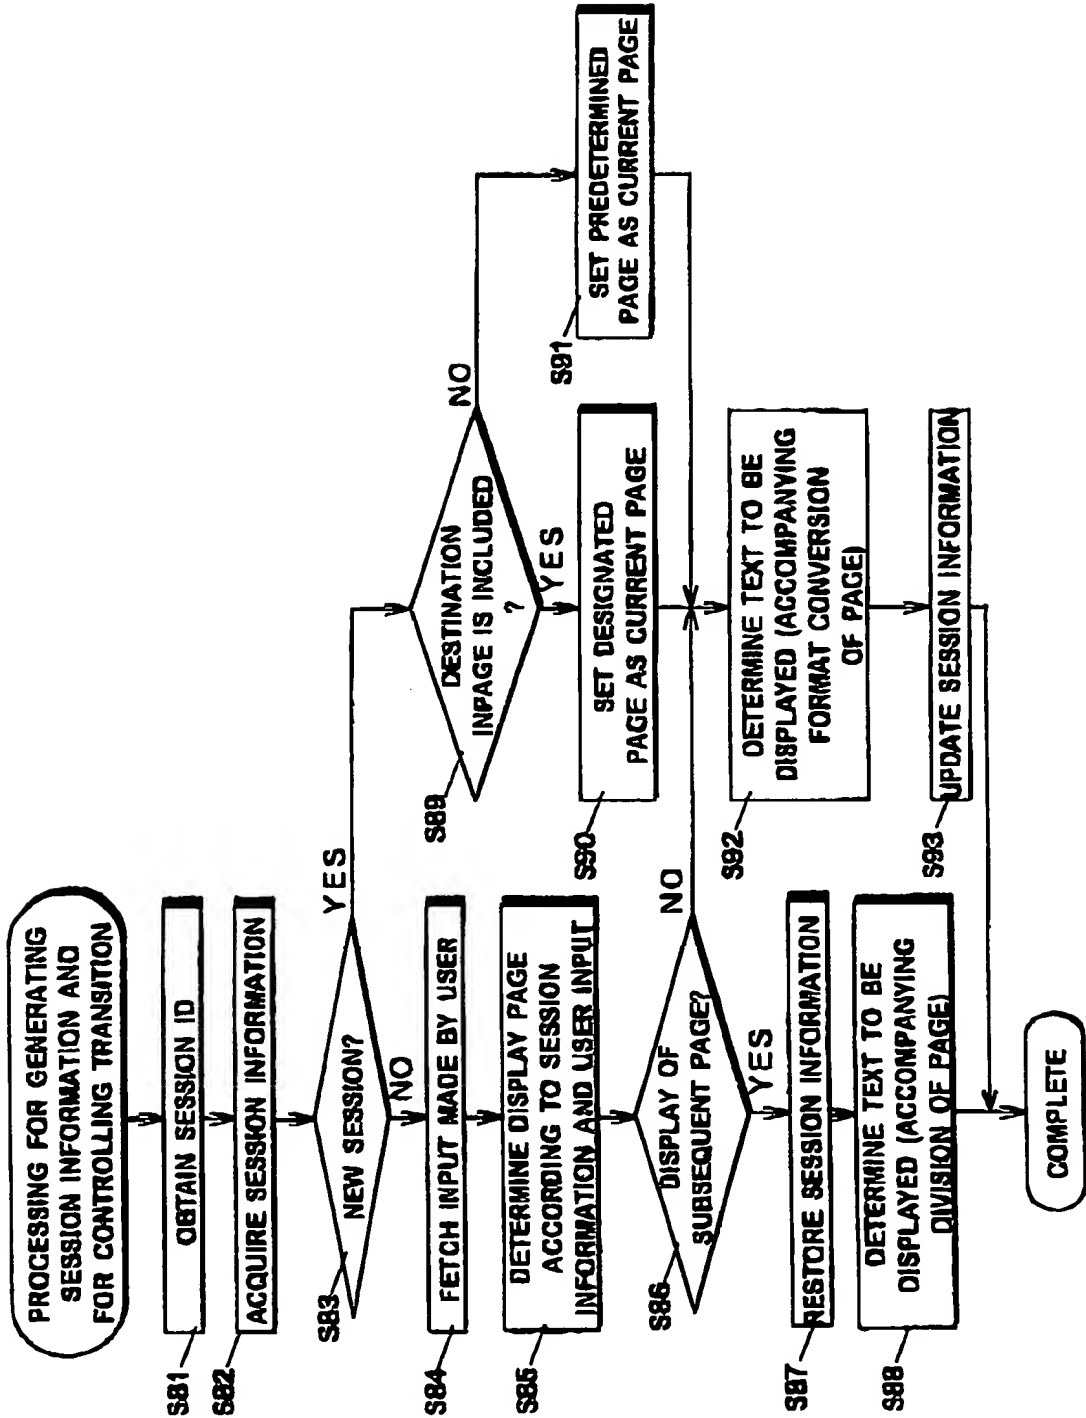 PROCESSING FOR GENERATING
SESSION INFORMATION AND
FOR CONTROLLING TRANSITION
S81
OBTAIN SESSION ID
S82
ACQUIRE SESSION INFORMATION
S83
NEW SESSION?
YES
NO
S84
FETCH INPUT MADE BY USER
S85
DETERMINE DISPLAY PAGE
ACCORDING TO SESSION
INFORMATION AND USER INPUT
S86
DISPLAY OF
SUBSEQUENT PAGE?
NO
YES
S87
RESTORE SESSION INFORMATION
S88
DETERMINE TEXT TO BE
DISPLAYED (ACCOMPANYING
DIVISION OF PAGE)
COMPLETE
S89
DESTINATION
INPAGE IS INCLUDED
?
NO
YES
S90
SET DESIGNATED
PAGE AS CURRENT PAGE
S91
SET PREDETERMINED
PAGE AS CURRENT PAGE
S92
DETERMINE TEXT TO BE
DISPLAYED (ACCOMPANYING
FORMAT CONVERSION
OF PAGE)
S93
UPDATE SESSION INFORMATION